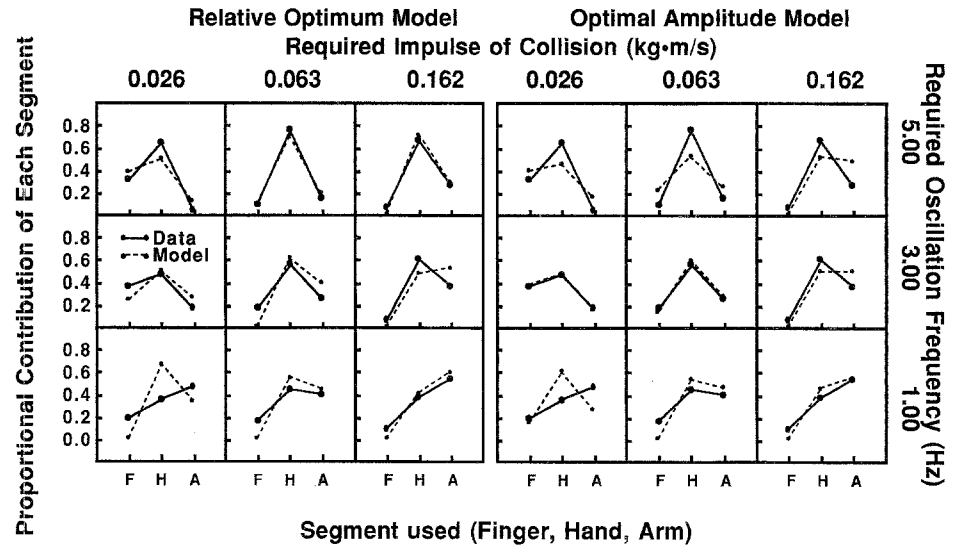 Relative Optimum Model Optimal Amplitude Model
Required Impulse of Collision (kg•m/s)
0.026 0.063 0.162 0.026 0.063 0.162
Proportional Contribution of Each Segment
0.8
0.6
0.4
0.2
0.8
0.6
0.4
0.2
0.8
0.6
0.4
0.2
0.0
Data
Model
Required Oscillation Frequency (Hz)
5.00
3.00
1.00
F H A F H A F H A F H A F H A F H A
Segment used (Finger, Hand, Arm)